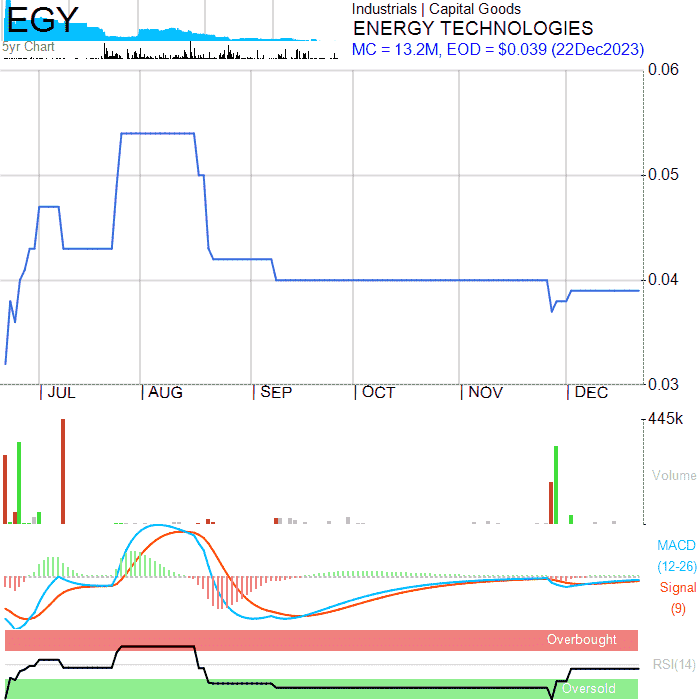 EGY
Industrials | Capital Goods
ENERGY TECHNOLOGIES
5yr Chart
MC = 13.2M, EOD = $0.039 (22Dec2023)
0.06
0.05
0.04
0.03
JUL AUG SEP OCT NOV DEC
445k
Volume
MACD
(12-26)
Signal
(9)
Overbought
RSI(14)
Oversold